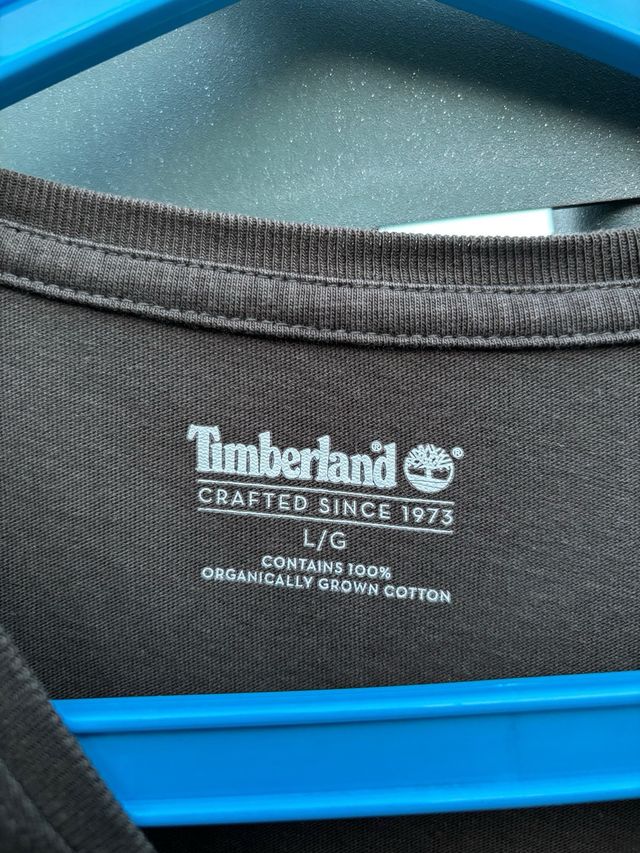 Timberland® ®
CRAFTED SINCE 1973
L/G
CONTAINS 100%
ORGANICALLY GROWN COTTON